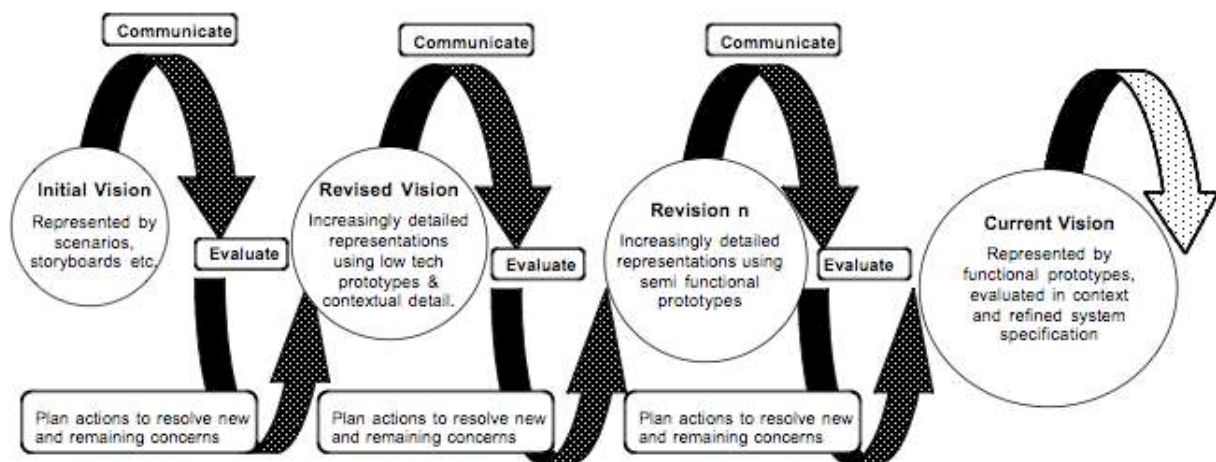 Communicate
Communicate
Communicate
Initial Vision
Represented by
scenarios,
storyboards etc.
Evaluate
Revised Vision
Increasingly detailed
representations
using low tech
prototypes &
contextual detail.
Evaluate
Revision n
Increasingly detailed
representations using
semi functional
prototypes
Evaluate
Current Vision
Represented by
functional prototypes,
evaluated in context
and refined system
specification
Plan actions to resolve new
and remaining concerns
Plan actions to resolve new
and remaining concerns
Plan actions to resolve new
and remaining concerns